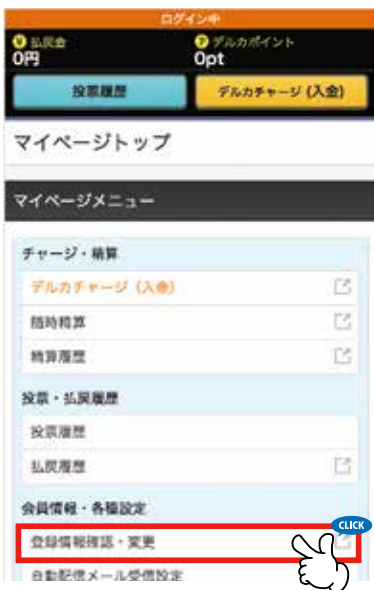 ログイン中
¥ 払戻金
P デルカポイント
0円
0pt
投票履歴
デルカチャージ (入金)
マイページトップ
マイページメニュー
チャージ・精算
デルカチャージ (入金)
随時精算
精算履歴
投票・払戻履歴
投票履歴
払戻履歴
会員情報・各種設定
CLICK
登録情報確認・変更
自動配信メール受信設定